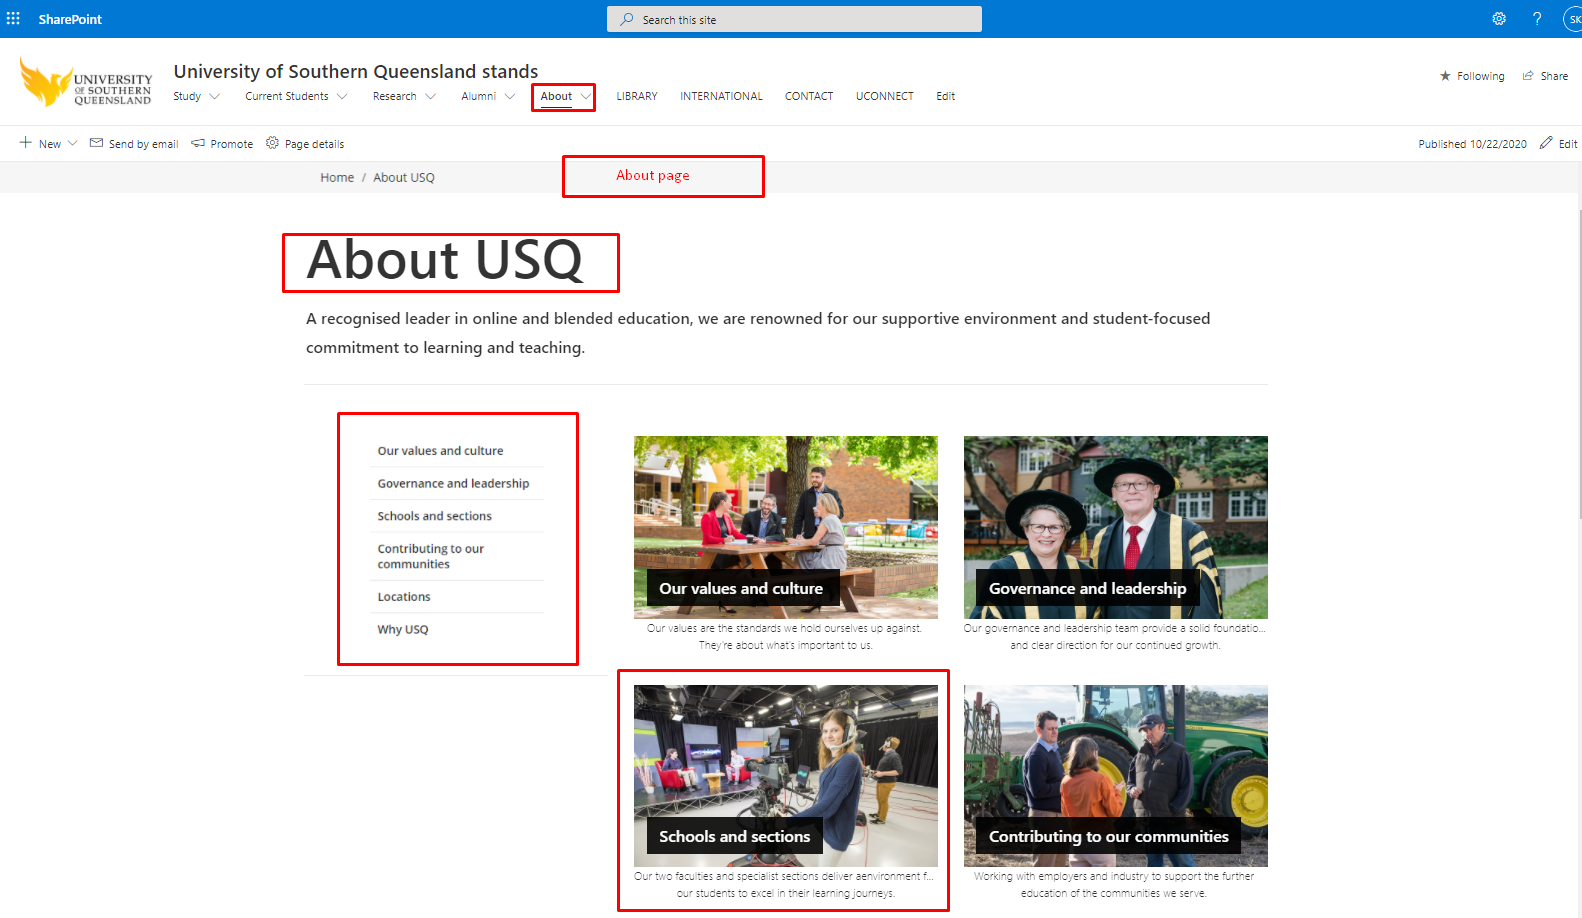 SharePoint
Search this site
?
SK
UNIVERSITY
OF SOUTHERN
QUEENSLAND
University of Southern Queensland stands
Study
Current Students
Research
Alumni
About
LIBRARY
INTERNATIONAL
CONTACT
UCONNECT
Edit
Following
Share
New
Send by email
Promote
Page details
Published 10/22/2020
Edit
Home / About USQ
About page
About USQ
A recognised leader in online and blended education, we are renowned for our supportive environment and student-focused
commitment to learning and teaching.
Our values and culture
Governance and leadership
Schools and sections
Contributing to our
communities
Locations
Why USQ
Our values and culture
Our values are the standards we hold ourselves up against.
They're about what's important to us.
Governance and leadership
Our governance and leadership team provide a solid foundatio...
and clear direction for our continued growth.
Schools and sections
Our two faculties and specialist sections deliver aenvironment f...
our students to excel in their learning journeys.
Contributing to our communities
Working with employers and industry to support the further
education of the communities we serve.